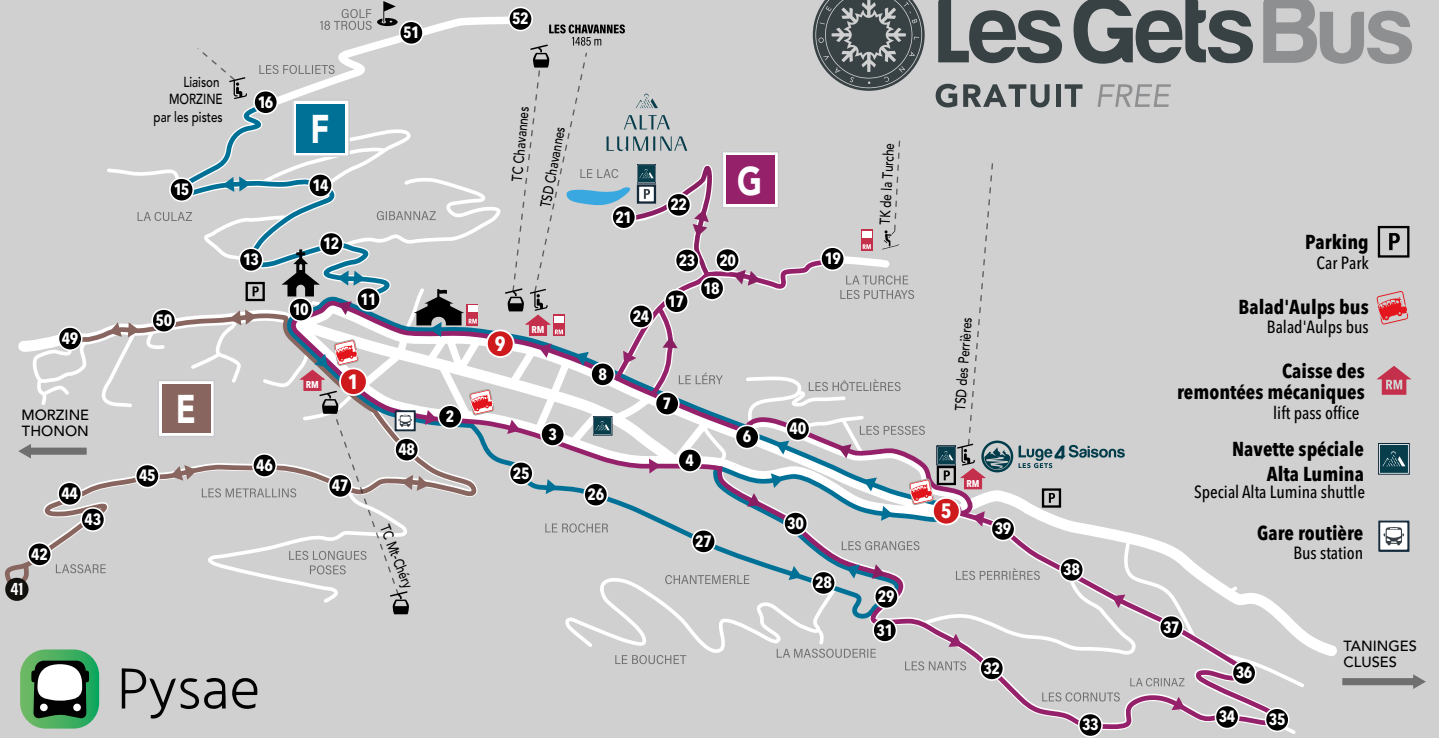 Les Gets Bus
GRATUIT FREE
GOLF
18 TROUS
51
52
LES CHAVANNES
1485 m
LES FOLLIETS
Liaison
MORZINE
par les pistes
16
F
TC Chavannes
TSD Chavannes
ALTA
LUMINA
LE LAC
P
G
TK de la Turche
RM
15
14
LA CULAZ
GIBANNAZ
21
22
13
12
23
20
19
18
LA TURCHE
LES PUTHAYS
P
10
11
17
24
49
50
RM
RM
RM
9
8
1
RM
LE LÉRY
7
LES HÔTELIÈRES
TSD des Perrières
E
MORZINE
THONON
2
3
4
6
40
LES PESSES
48
Luge 4 Saisons
LES GETS
P
RM
P
5
39
45
46
47
44
43
LES METRALLINS
25
26
LE ROCHER
27
30
LES GRANGES
42
41
LASSARE
LES LONGUES
POSES
TC Mt-Chéry
CHANTEMERLE
28
29
31
LES PERRIÈRES
38
37
36
LE BOUCHET
LA MASSOUDERIE
LES NANTS
32
LES CORNUTS
LA CRINAZ
33
34
35
TANINGES
CLUSES
Parking
Car Park
P
Balad'Aulps bus
Balad'Aulps bus
Caisse des
remontées mécaniques
lift pass office
RM
Navette spéciale
Alta Lumina
Special Alta Lumina shuttle
Gare routière
Bus station
Pysae